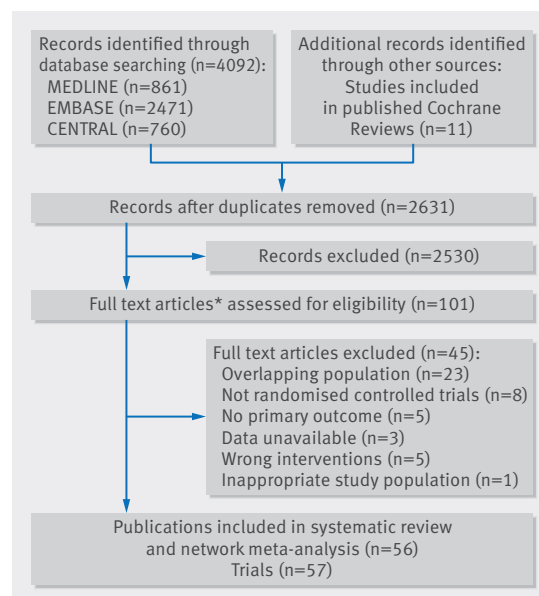 Records identified through
database searching (n=4092):
MEDLINE (n=861)
EMBASE (n=2471)
CENTRAL (n=760)
Additional records identified
through other sources:
Studies included
in published Cochrane
Reviews (n=11)
Records after duplicates removed (n=2631)
Records excluded (n=2530)
Full text articles* assessed for eligibility (n=101)
Full text articles excluded (n=45):
Overlapping population (n=23)
Not randomised controlled trials (n=8)
No primary outcome (n=5)
Data unavailable (n=3)
Wrong interventions (n=5)
Inappropriate study population (n=1)
Publications included in systematic review
and network meta-analysis (n=56)
Trials (n=57)